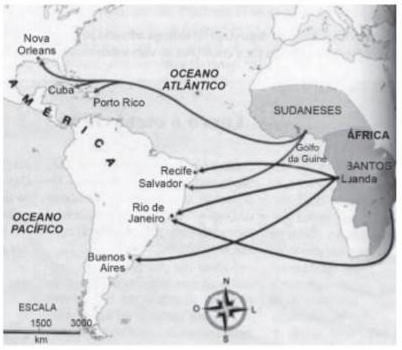 Nova
Orleans
OCEANO
ATLÂNTICO
Cuba
Porto Rico
AMÉRICA
SUDANESES
ÁFRICA
Golfo
da Guiné
BANTOS
Luanda
Recife
Salvador
Rio de
Janeiro
OCEANO
PACÍFICO
Buenos
Aires
ESCALA
1500 3000
km
N
O L
S